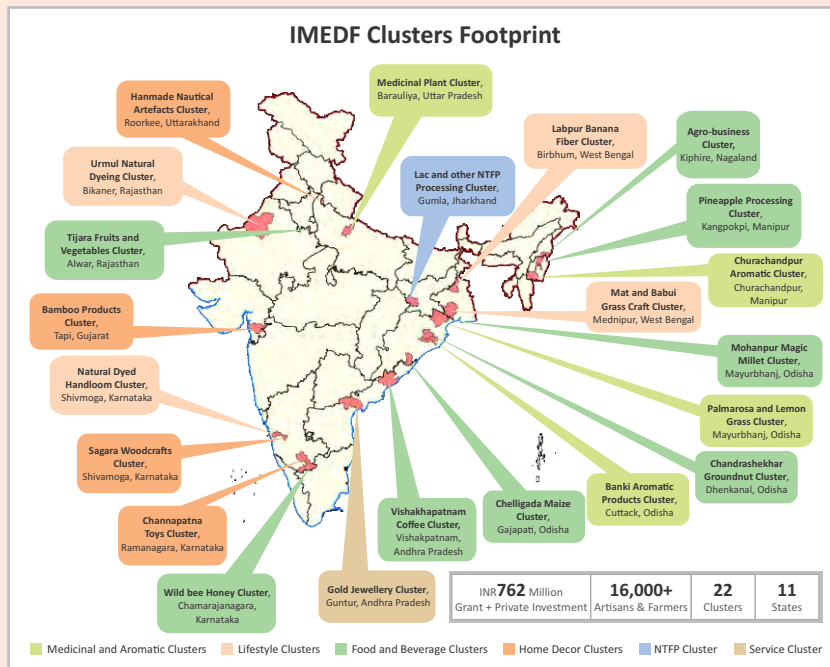 IMEDF Clusters Footprint
Hanmade Nautical
Artefacts Cluster,
Roorkee, Uttarakhand
Medicinal Plant Cluster,
Barauliya, Uttar Pradesh
Labpur Banana
Fiber Cluster,
Birbhum, West Bengal
Agro-business
Cluster,
Kiphire, Nagaland
Urmul Natural
Dyeing Cluster,
Bikaner, Rajasthan
Lac and other NTFP
Processing Cluster,
Gumla, Jharkhand
Pineapple Processing
Cluster,
Kangpokpi, Manipur
Tijara Fruits and
Vegetables Cluster,
Alwar, Rajasthan
Churachandpur
Aromatic Cluster,
Churachandpur,
Manipur
Bamboo Products
Cluster,
Tapi, Gujarat
Mat and Babui
Grass Craft Cluster,
Mednipur, West Bengal
Mohanpur Magic
Millet Cluster,
Mayurbhanj, Odisha
Natural Dyed
Handloom Cluster,
Shivmoga, Karnataka
Palmarosa and Lemon
Grass Cluster,
Mayurbhanj, Odisha
Sagara Woodcrafts
Cluster,
Shivamoga, Karnataka
Chandrashekhar
Groundnut Cluster,
Dhenkanal, Odisha
Banki Aromatic
Products Cluster,
Cuttack, Odisha
Chelligada Maize
Cluster,
Gajapati, Odisha
Vishakhapatnam
Coffee Cluster,
Vishakpatnam,
Andhra Pradesh
Channapatna
Toys Cluster,
Ramanagara, Karnataka
Wild bee Honey Cluster,
Chamarajanagara,
Karnataka
Gold Jewellery Cluster,
Guntur, Andhra Pradesh
INR762 Million
Grant + Private Investment
16,000+
Artisans & Farmers
22
Clusters
11
States
Medicinal and Aromatic Clusters
Lifestyle Clusters
Food and Beverage Clusters
Home Decor Clusters
NTFP Cluster
Service Cluster